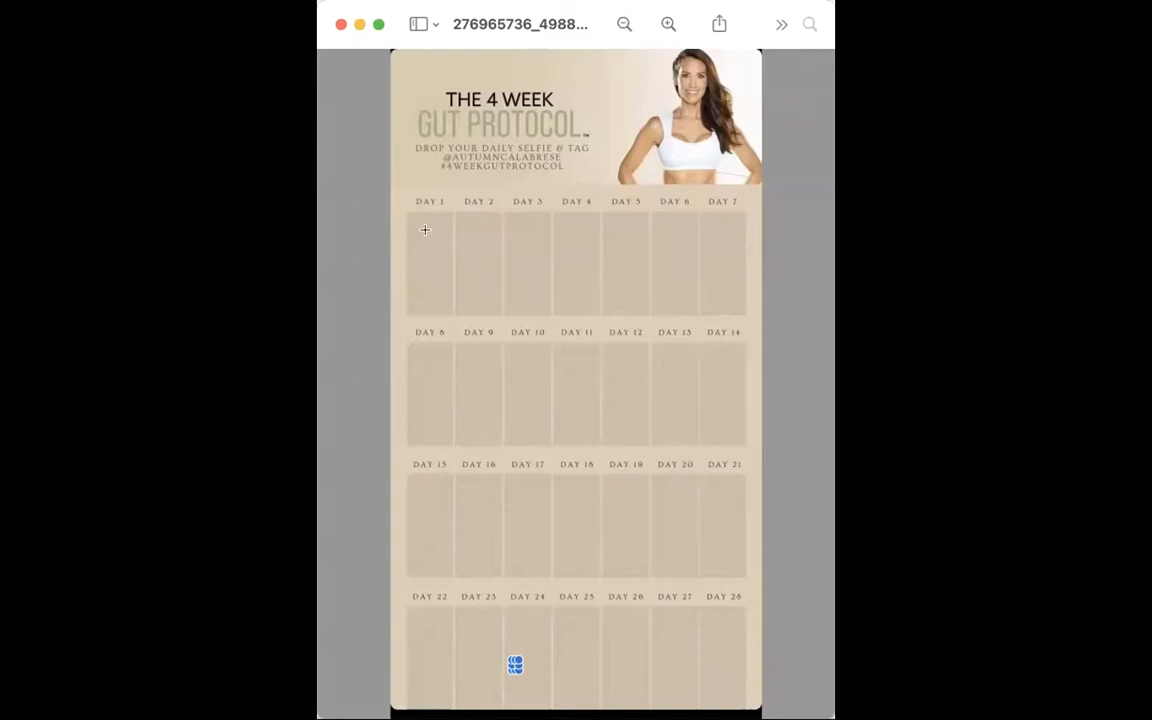 276965736_4988...
THE 4 WEEK
GUT PROTOCOL™
DROP YOUR DAILY SELFIE & TAG
@AUTUMNCALABRESE
#4WEEKGUTPROTOCOL
DAY 1 DAY 2 DAY 3 DAY 4 DAY 5 DAY 6 DAY 7
DAY 8 DAY 9 DAY 10 DAY 11 DAY 12 DAY 13 DAY 14
DAY 15 DAY 16 DAY 17 DAY 18 DAY 19 DAY 20 DAY 21
DAY 22 DAY 23 DAY 24 DAY 25 DAY 26 DAY 27 DAY 28